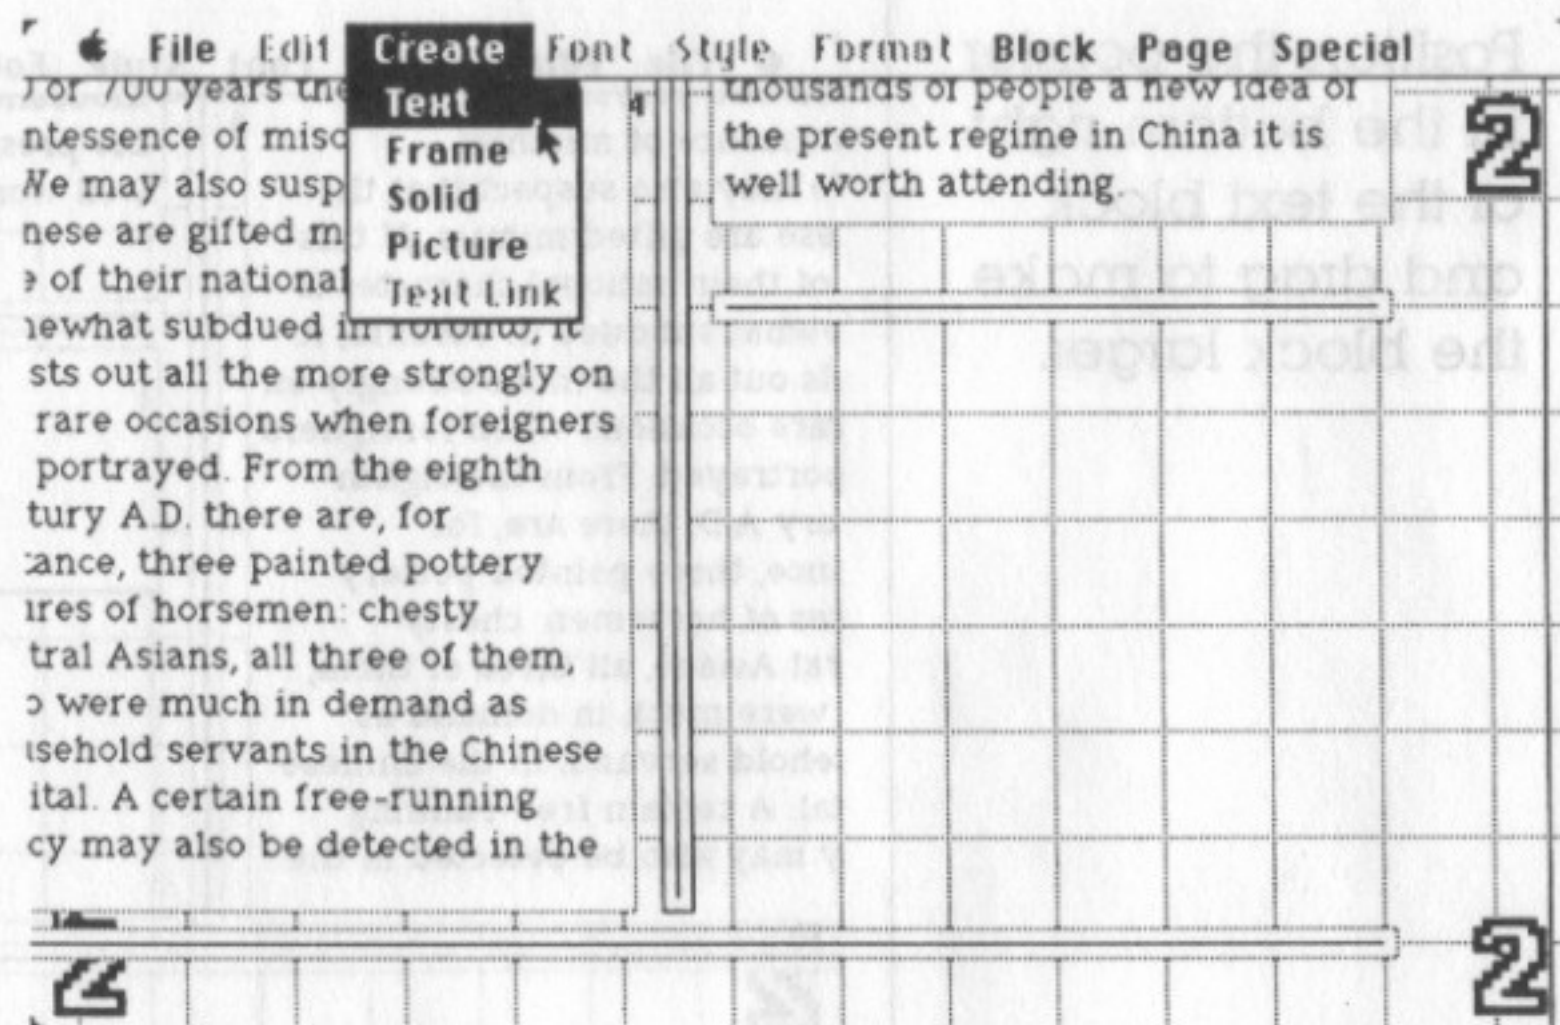 File Edit Create Font Style Format Block Page Special
Text
Frame
Solid
Picture
Text Link
or 700 years the
ntessence of misc
We may also susp
nese are gifted m
e of their national
newhat subdued in Toronto, it
sts out all the more strongly on
rare occasions when foreigners
portrayed. From the eighth
tury A.D. there are, for
tance, three painted pottery
ires of horsemen: chesty
tral Asians, all three of them,
o were much in demand as
usehold servants in the Chinese
ital. A certain free-running
cy may also be detected in the
4
thousands of people a new idea of
the present regime in China it is
well worth attending.
2
2
2